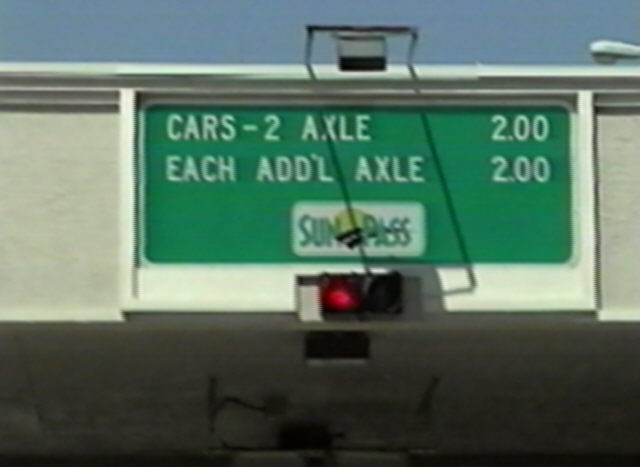 CARS-2 AXLE 2.00
EACH ADD'L AXLE 2.00
SUNPASS